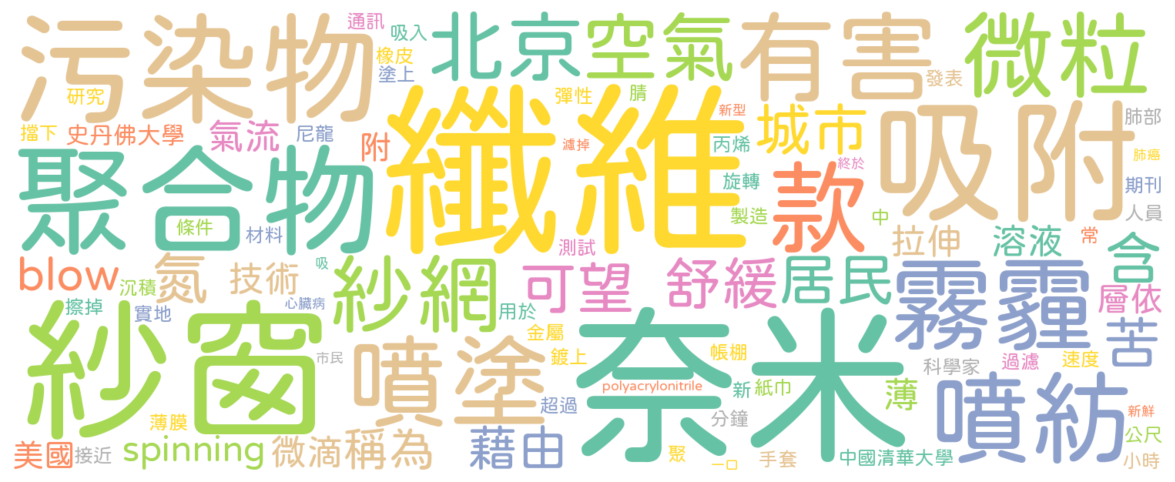 污染物
通訊
吸入
北京
空氣
有害
微粒
橡皮
塗上
研究
發表
彈性
腈
新型
擋下
史丹佛大學
氣流
尼龍
附
濾掉
纖維
丙烯
城市
吸附
肺部
肺癌
終於
聚合物
款
旋轉
期刊
製造
中
人員
條件
材料
測試
拉伸
溶液
常
含
blow
沉積
氮
技術
吸
紗網
可望
舒緩
居民
霧霾
層依
擦掉
實地
心臟病
用於
苦
紗窗
金屬
奈米
市民
噴塗
鍍上
帳棚
科學家
過濾
速度
polyacrylonitrile
新
紙巾
薄
噴紡
薄膜
超過
分鐘
新鮮
公尺
美國
接近
spinning
微滴
稱為
藉由
聚
一口
手套
中國清華大學
小時